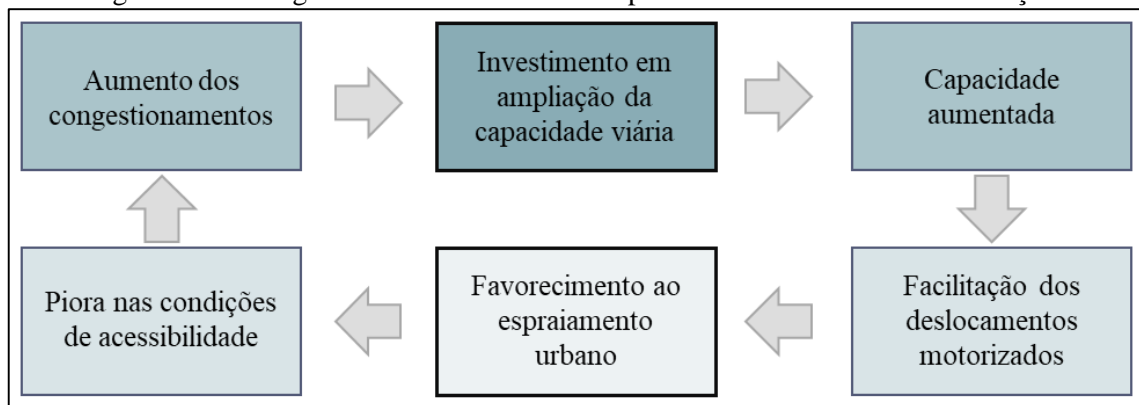 Aumento dos
congestionamentos
Investimento em
ampliação da
capacidade viária
Capacidade
aumentada
Piora nas condições
de acessibilidade
Favorecimento ao
espraiamento
urbano
Facilitação dos
deslocamentos
motorizados